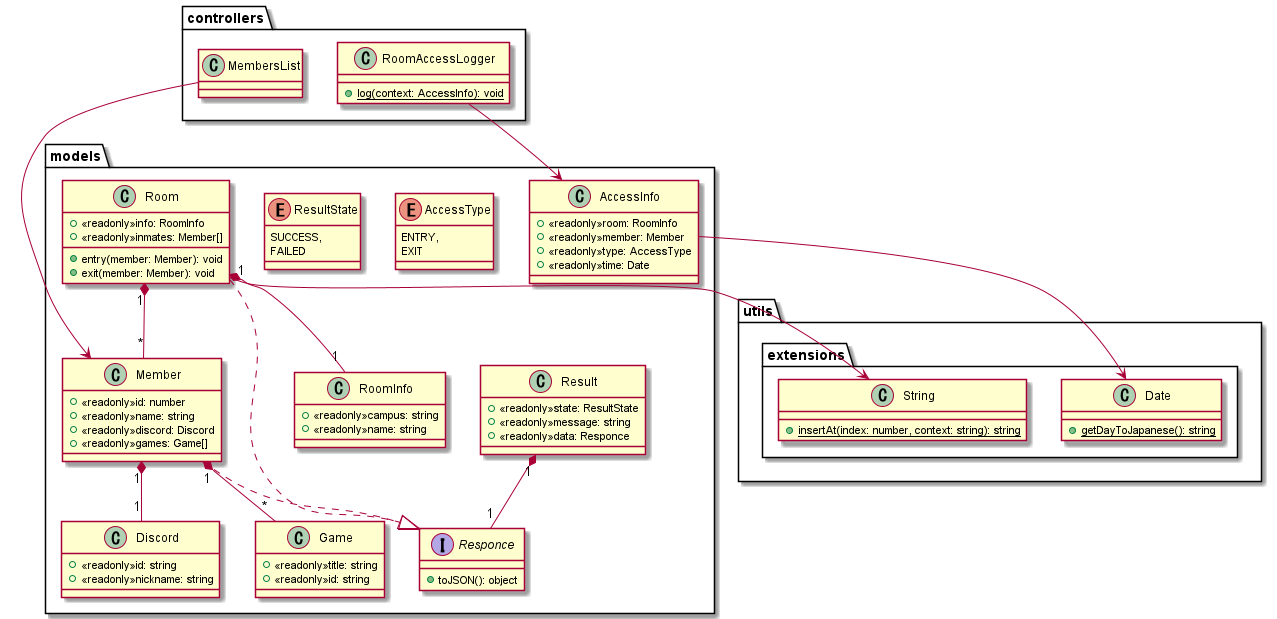 controllers
C MembersList
C RoomAccessLogger
log(context: AccessInfo): void
models
C Room
«readonly»info: RoomInfo
«readonly»inmates: Member[]
entry(member: Member): void
exit(member: Member): void
E ResultState
SUCCESS,
FAILED
E AccessType
ENTRY,
EXIT
C AccessInfo
«readonly»room: RoomInfo
«readonly»member: Member
«readonly»type: AccessType
«readonly»time: Date
1
1
*
1
utils
extensions
C String
insertAt(index: number, context: string): string
C Date
getDayToJapanese(): string
C Member
«readonly»id: number
«readonly»name: string
«readonly»discord: Discord
«readonly»games: Game[]
C RoomInfo
«readonly»campus: string
«readonly»name: string
C Result
«readonly»state: ResultState
«readonly»message: string
«readonly»data: Responce
1
1
1
1
*
1
C Discord
«readonly»id: string
«readonly»nickname: string
C Game
«readonly»title: string
«readonly»id: string
I Responce
toJSON(): object